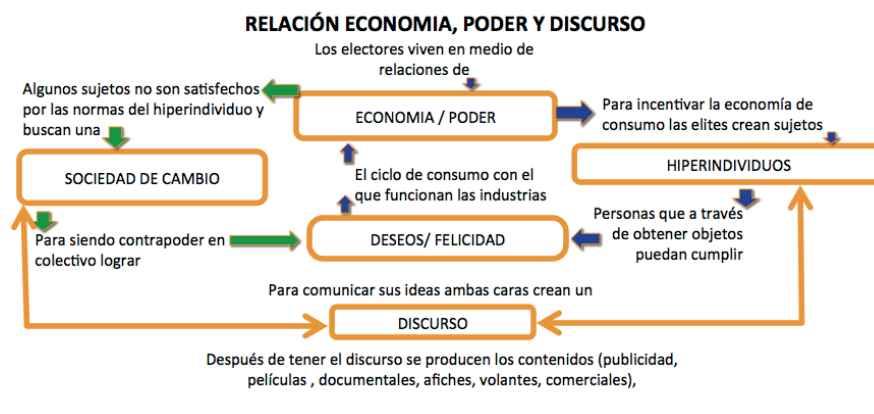 RELACIÓN ECONOMIA, PODER Y DISCURSO
Los electores viven en medio de
relaciones de
Algunos sujetos no son satisfechos
por las normas del hiperindividuo y
buscan una
ECONOMIA / PODER
Para incentivar la economía de
consumo las elites crean sujetos
SOCIEDAD DE CAMBIO
El ciclo de consumo con el
que funcionan las industrias
HIPERINDIVIDUOS
Para siendo contrapoder en
colectivo lograr
DESEOS/ FELICIDAD
Personas que a través
de obtener objetos
puedan cumplir
Para comunicar sus ideas ambas caras crean un
DISCURSO
Después de tener el discurso se producen los contenidos (publicidad,
películas , documentales, afiches, volantes, comerciales),